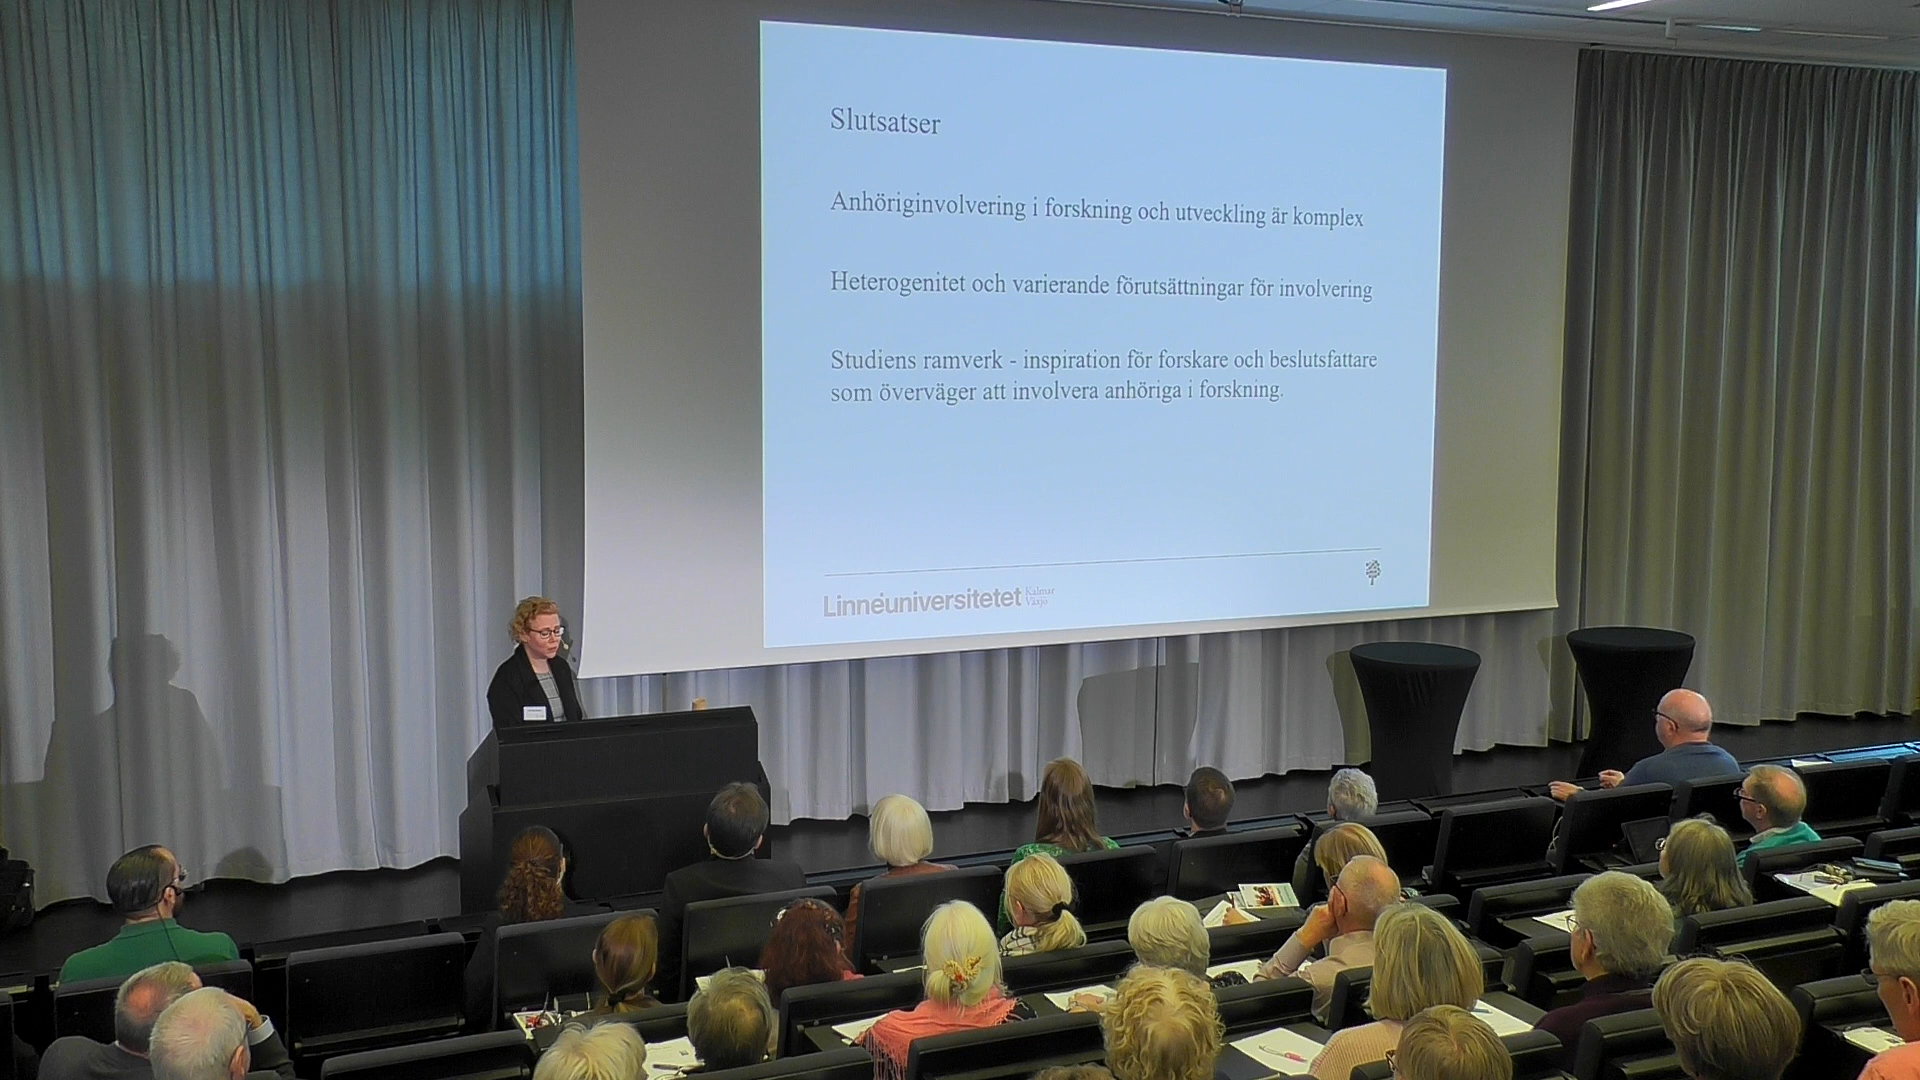 Slutsatser
Anhöriginvolvering i forskning och utveckling är komplex
Heterogenitet och varierande förutsättningar för involvering
Studiens ramverk - inspiration för forskare och beslutsfattare
som överväger att involvera anhöriga i forskning.
Linnéuniversitetet Kalmar
Växjö